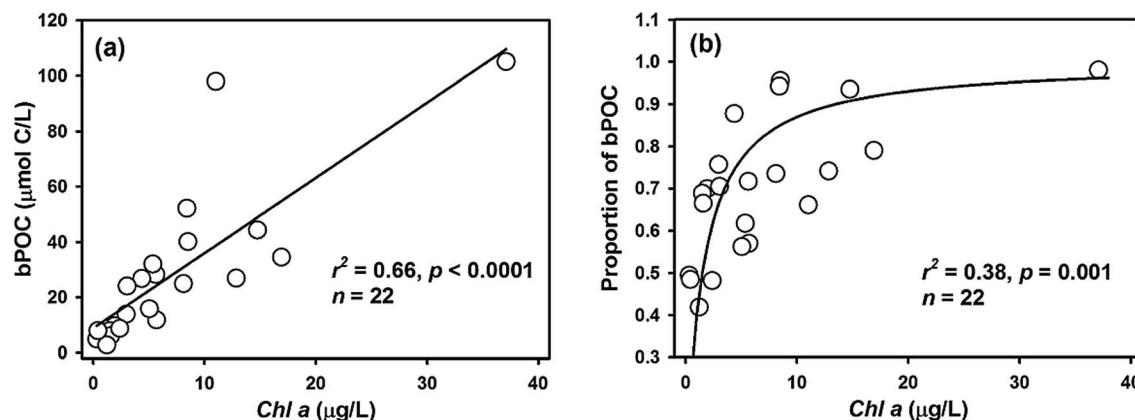 (a)
bPOC (μmol C/L)
120
100
80
60
40
20
0
r² = 0.66, p < 0.0001
n = 22
0 10 20 30 40
Chl a (μg/L)
(b)
Proportion of bPOC
1.1
1.0
0.9
0.8
0.7
0.6
0.5
0.4
0.3
r² = 0.38, p = 0.001
n = 22
0 10 20 30 40
Chl a (μg/L)